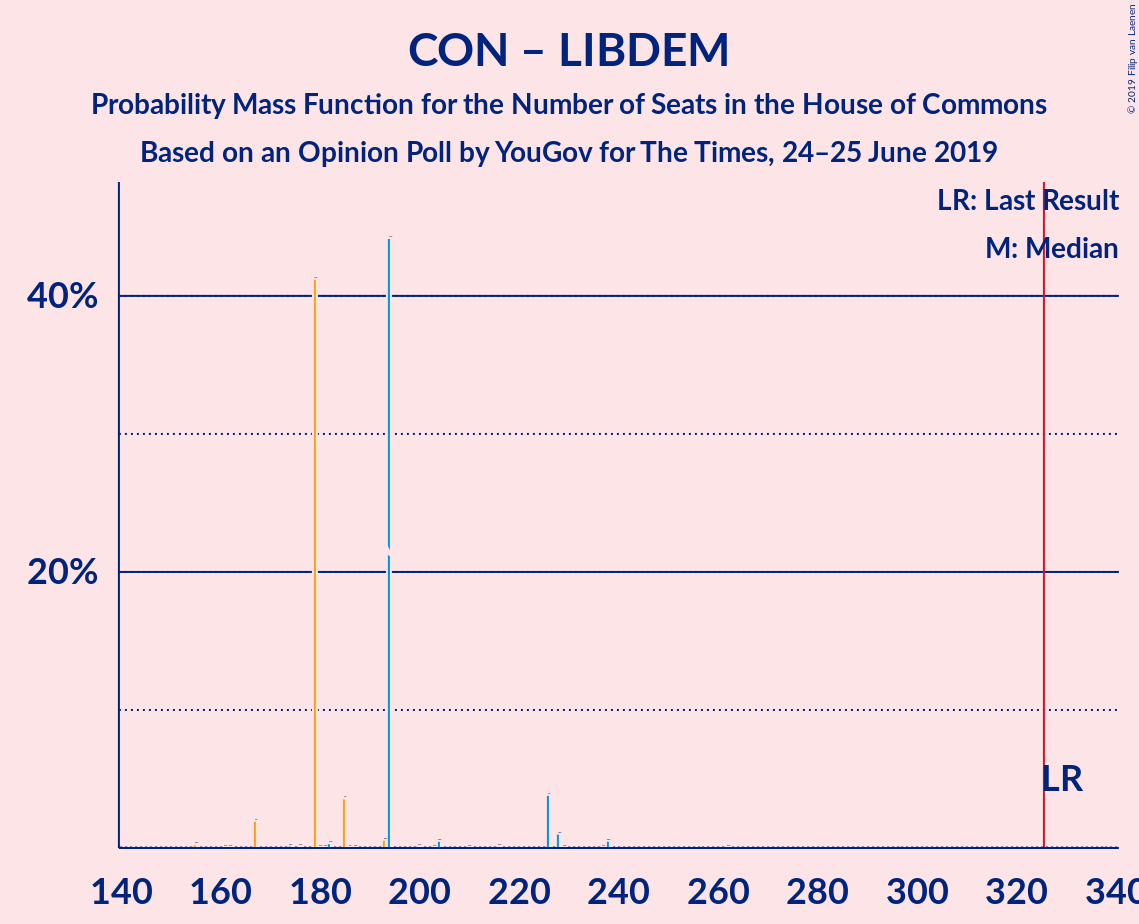 CON – LIBDEM
Probability Mass Function for the Number of Seats in the House of Commons
Based on an Opinion Poll by YouGov for The Times, 24–25 June 2019
© 2019 Filip van Laenen
LR: Last Result
M: Median
40%
20%
LR
140 160 180 200 220 240 260 280 300 320 340